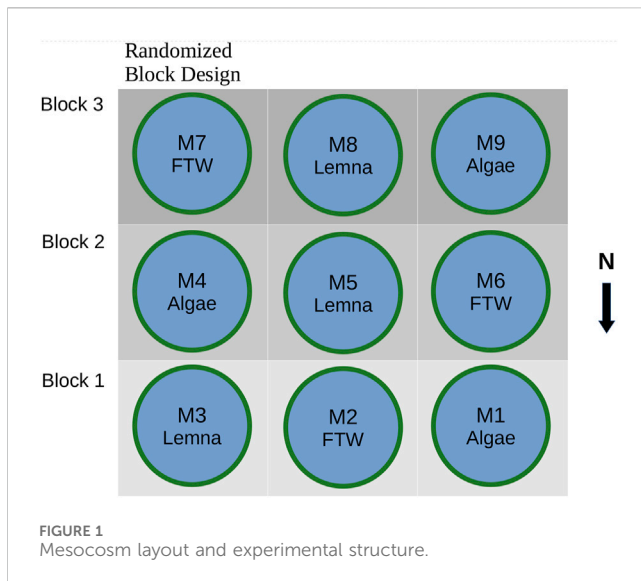 Randomized
Block Design
Block 3
M7
FTW
M8
Lemna
M9
Algae
Block 2
M4
Algae
M5
Lemna
M6
FTW
N
Block 1
M3
Lemna
M2
FTW
M1
Algae
FIGURE 1
Mesocosm layout and experimental structure.